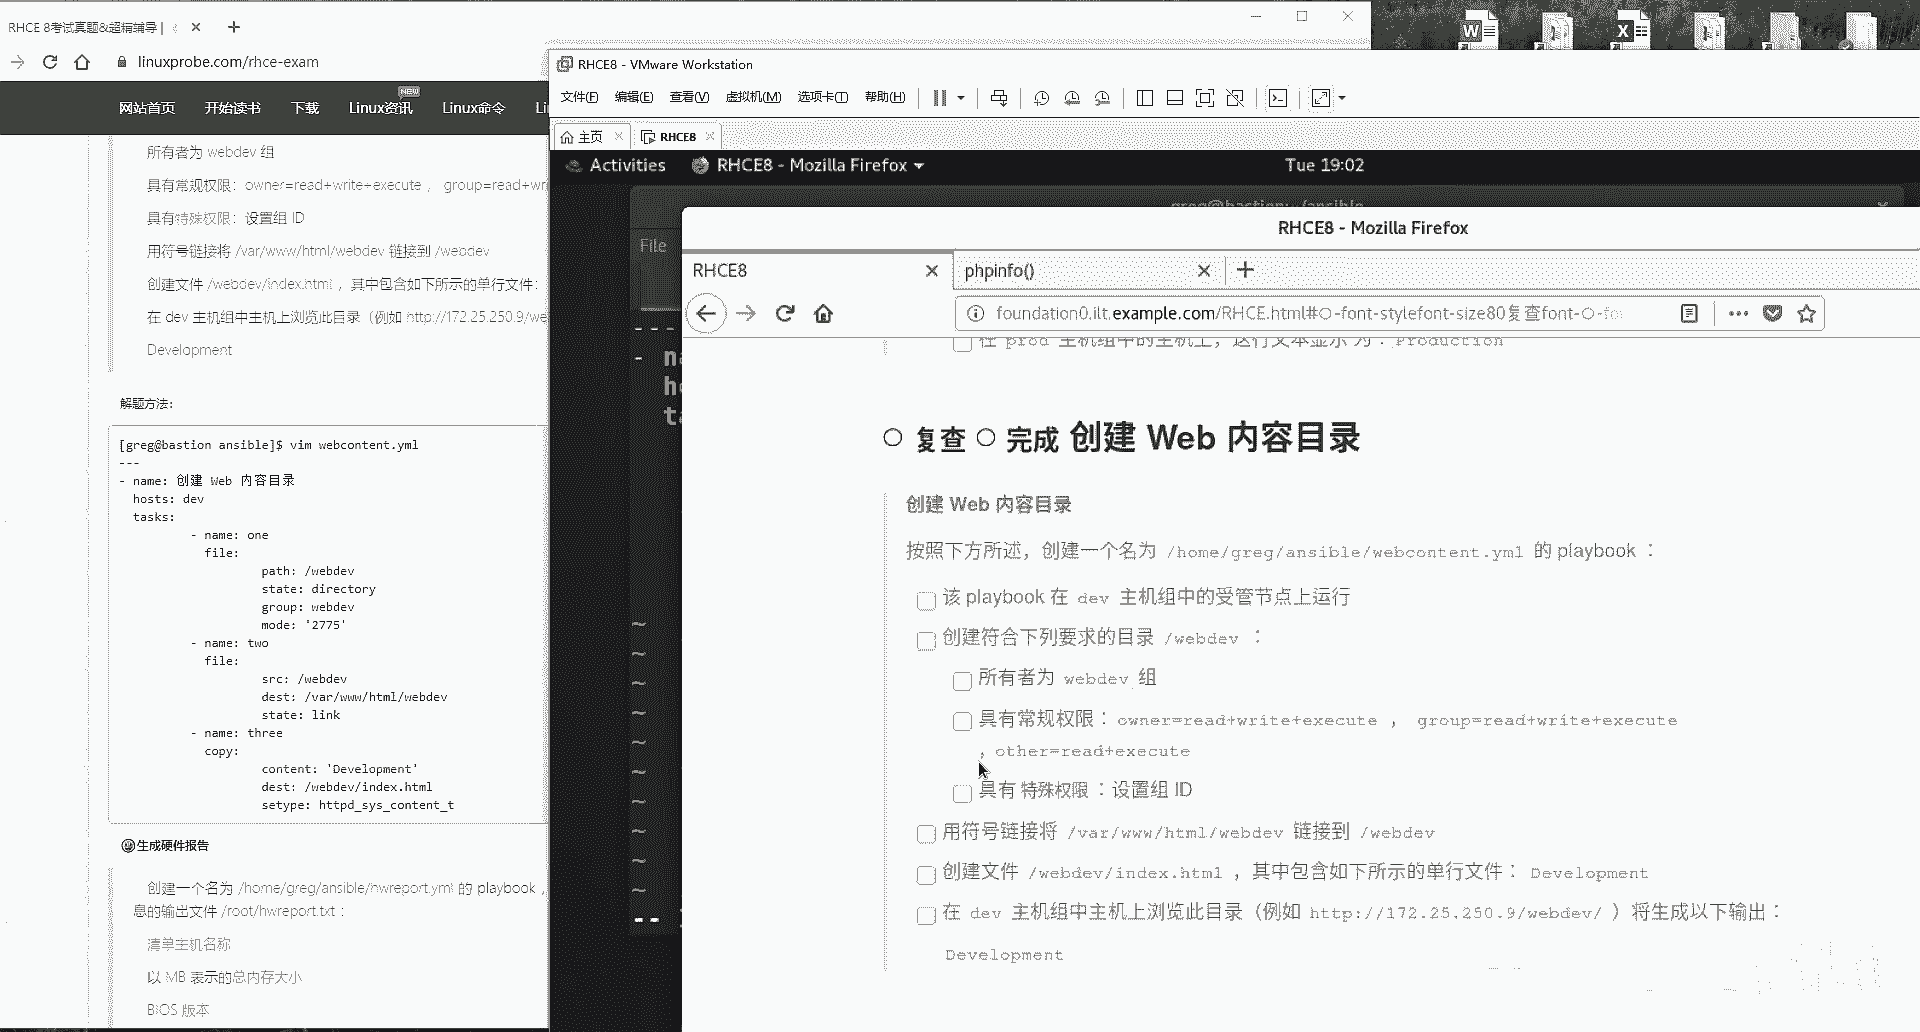 RHCE 8考试真题&超精辅导 |
linuxprobe.com/rhce-exam
网站首页 开始读书 下载 Linux资讯 NEW Linux命令
所有者为 webdev 组
具有常规权限：owner=read+write+execute ， group=read+wri
具有特殊权限：设置组 ID
用符号链接将 /var/www/html/webdev 链接到 /webdev
创建文件 /webdev/index.html ，其中包含如下所示的单行文件：
在 dev 主机组中主机上浏览此目录（例如 http://172.25.250.9/we
Development
解题方法:
[greg@bastion ansible]$ vim webcontent.yml
---
- name: 创建 Web 内容目录
hosts: dev
tasks:
- name: one
file:
path: /webdev
state: directory
group: webdev
mode: '2775'
- name: two
file:
src: /webdev
dest: /var/www/html/webdev
state: link
- name: three
copy:
content: 'Development'
dest: /webdev/index.html
setype: httpd_sys_content_t
生成硬件报告
创建一个名为 /home/greg/ansible/hwreport.yml 的 playbook，
息的输出文件 /root/hwreport.txt：
清单主机名称
以 MB 表示的总内存大小
BIOS 版本
RHCE8 - VMware Workstation
文件(F) 编辑(E) 查看(V) 虚拟机(M) 选项卡(T) 帮助(H)
主页 RHCE8
Activities RHCE8 - Mozilla Firefox Tue 19:02
greg@bastion:~/ansible
File
RHCE8 - Mozilla Firefox
RHCE8 phpinfo()
foundation0.ilt.example.com/RHCE.html#○-font-stylefont-size80复查font-○-fo
在 prod 主机组中的主机上，这行文本显示 为：Production
复查 完成 创建 Web 内容目录
创建 Web 内容目录
按照下方所述，创建一个名为 /home/greg/ansible/webcontent.yml 的 playbook ：
该 playbook 在 dev 主机组中的受管节点上运行
创建符合下列要求的目录 /webdev ：
所有者为 webdev 组
具有常规权限：owner=read+write+execute ， group=read+write+execute
，other=read+execute
具有 特殊权限 ：设置组 ID
用符号链接将 /var/www/html/webdev 链接到 /webdev
创建文件 /webdev/index.html ，其中包含如下所示的单行文件： Development
在 dev 主机组中主机上浏览此目录（例如 http://172.25.250.9/webdev/ ）将生成以下输出：
Development